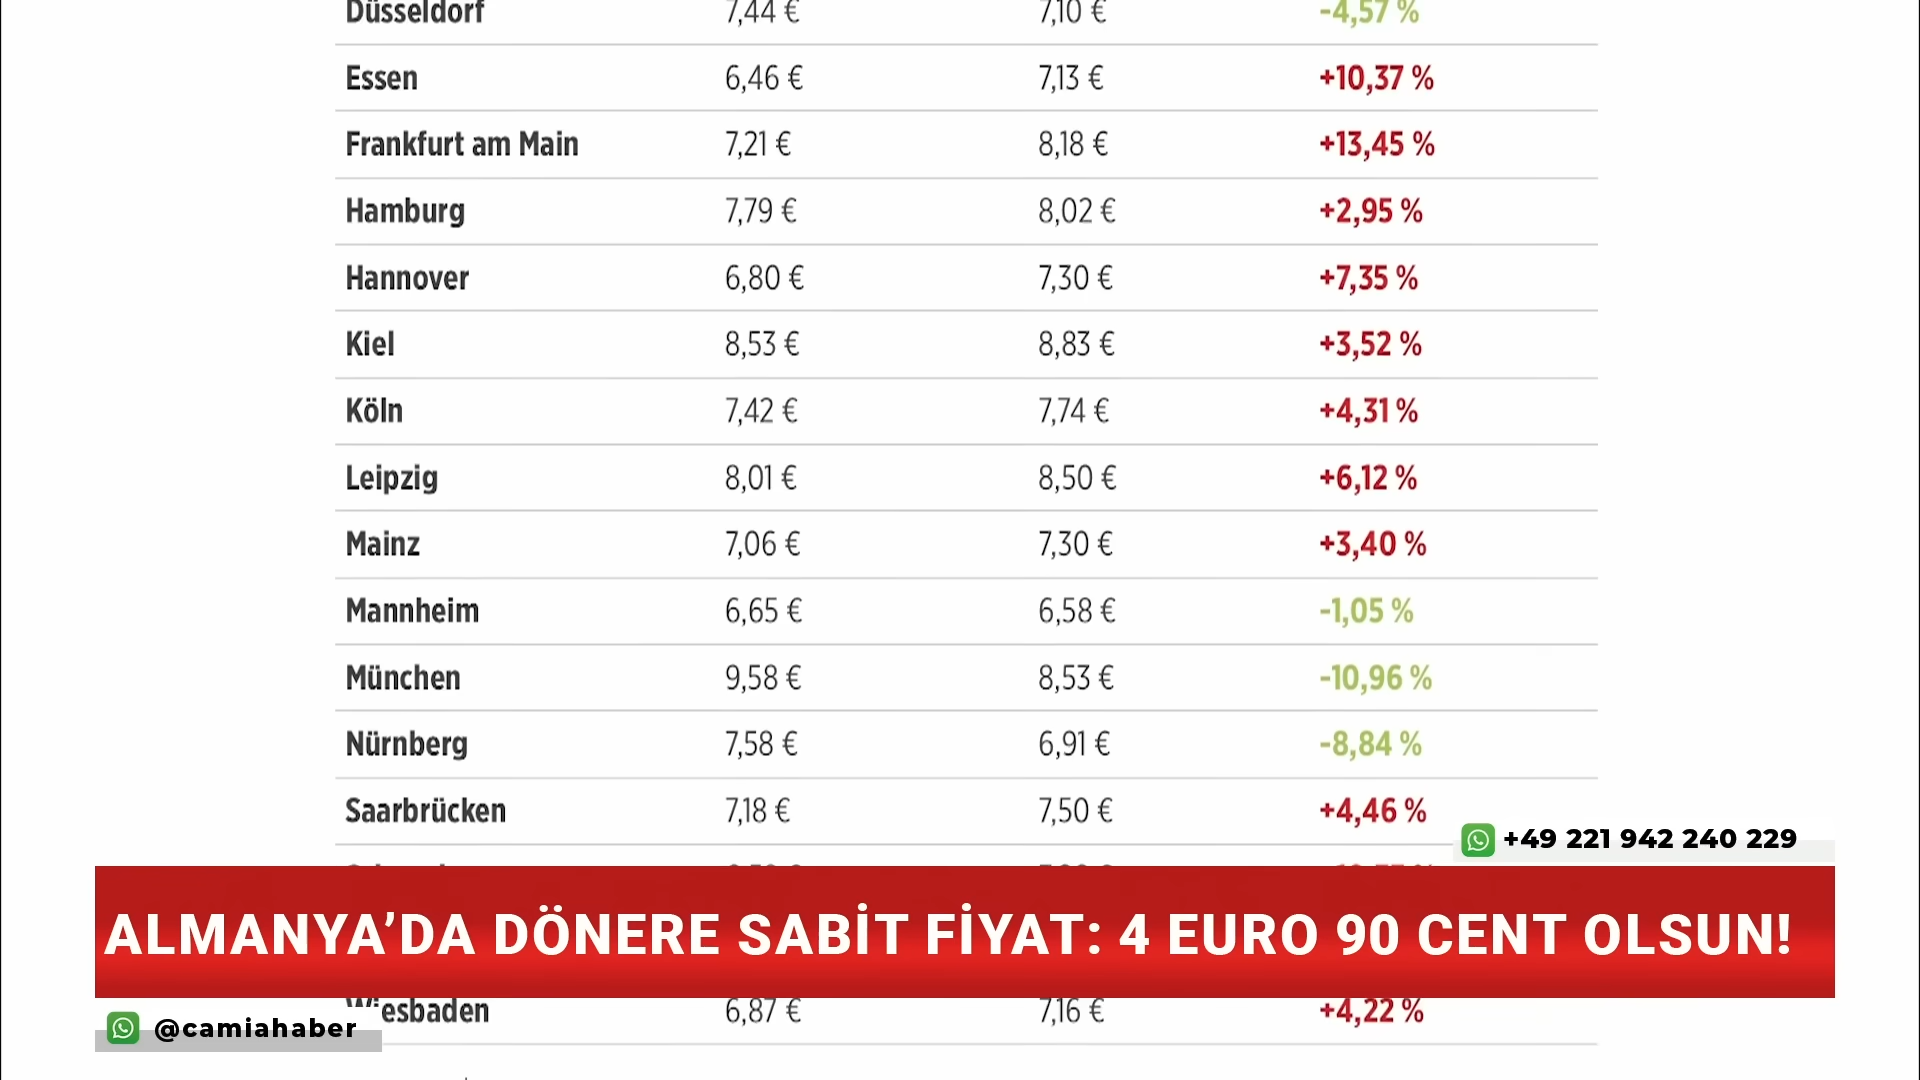 Düsseldorf 7,44 € 7,10 € -4,57 %
Essen 6,46 € 7,13 € +10,37 %
Frankfurt am Main 7,21 € 8,18 € +13,45 %
Hamburg 7,79 € 8,02 € +2,95 %
Hannover 6,80 € 7,30 € +7,35 %
Kiel 8,53 € 8,83 € +3,52 %
Köln 7,42 € 7,74 € +4,31 %
Leipzig 8,01 € 8,50 € +6,12 %
Mainz 7,06 € 7,30 € +3,40 %
Mannheim 6,65 € 6,58 € -1,05 %
München 9,58 € 8,53 € -10,96 %
Nürnberg 7,58 € 6,91 € -8,84 %
Saarbrücken 7,18 € 7,50 € +4,46 %
+49 221 942 240 229
ALMANYA’DA DÖNERE SABİT FİYAT: 4 EURO 90 CENT OLSUN!
Wiesbaden 6,87 € 7,16 € +4,22 %
@camiahaber